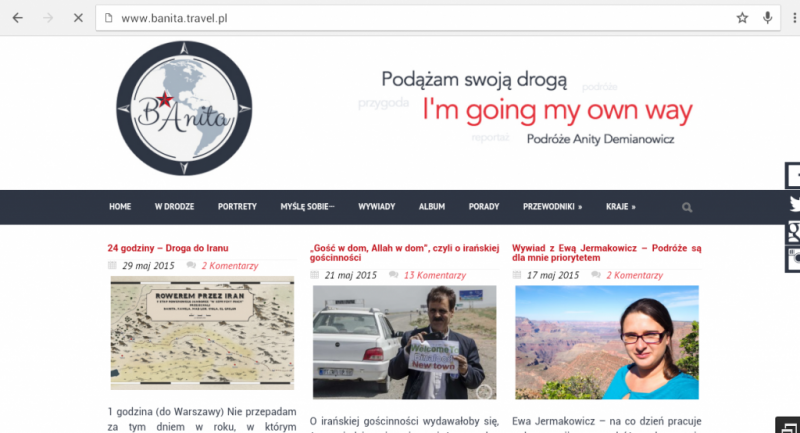 www.banita.travel.pl
BAnita
Podążam swoją drogą
podróże
przygoda
I'm going my own way
reportaż
Podróże Anity Demianowicz
HOME W DRODZE PORTRETY MYŚLĘ SOBIE WYWIADY ALBUM PORADY PRZEWODNIKI » KRAJE »
24 godziny – Droga do Iranu
29 maj 2015 2 Komentarzy
ROWEREM PRZEZ IRAN
1 godzina (do Warszawy) Nie przepadam
za tym dniem w roku, w którym
„Gość w dom, Allah w dom”, czyli o irańskiej
gościnności
21 maj 2015 13 Komentarzy
Welcome To
New town
O irańskiej gościnności wydawałoby się,
Wywiad z Ewą Jermakowicz – Podróże są
dla mnie priorytetem
17 maj 2015 2 Komentarzy
Ewa Jermakowicz – na co dzień pracuje